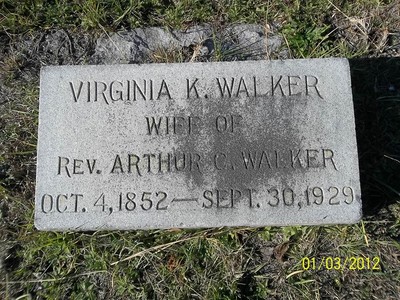 VIRGINIA K. WALKER
WIFE OF
REV. ARTHUR C. WALKER
OCT. 4, 1852—SEPT. 30, 1929
01/03/2012